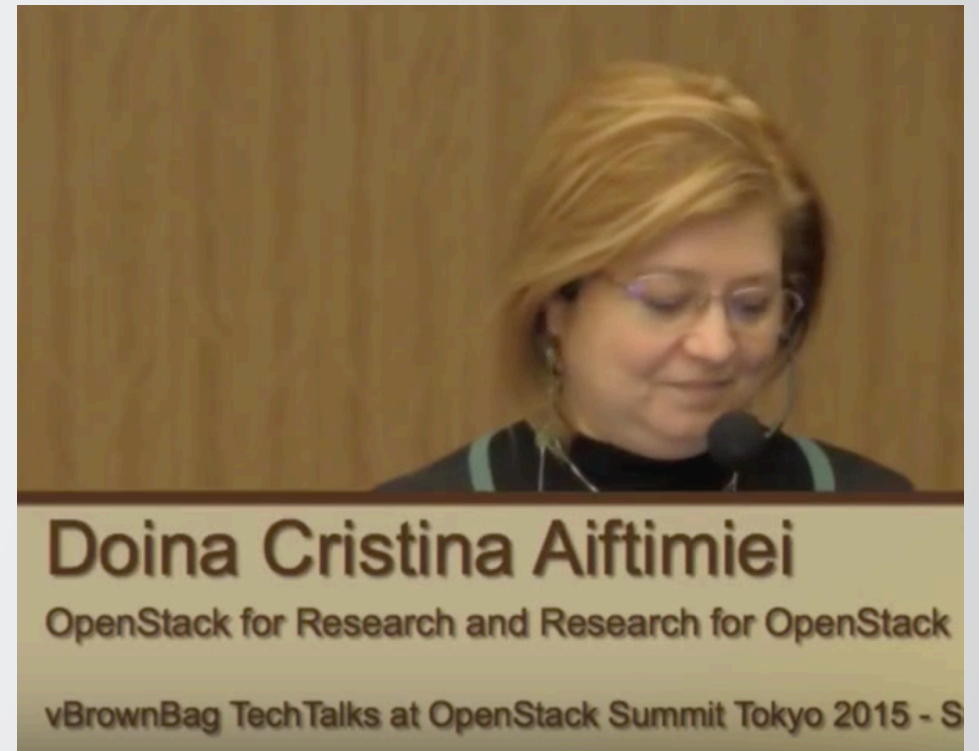 Doina Cristina Aiftimiei
OpenStack for Research and Research for OpenStack
vBrownBag TechTalks at OpenStack Summit Tokyo 2015 - S